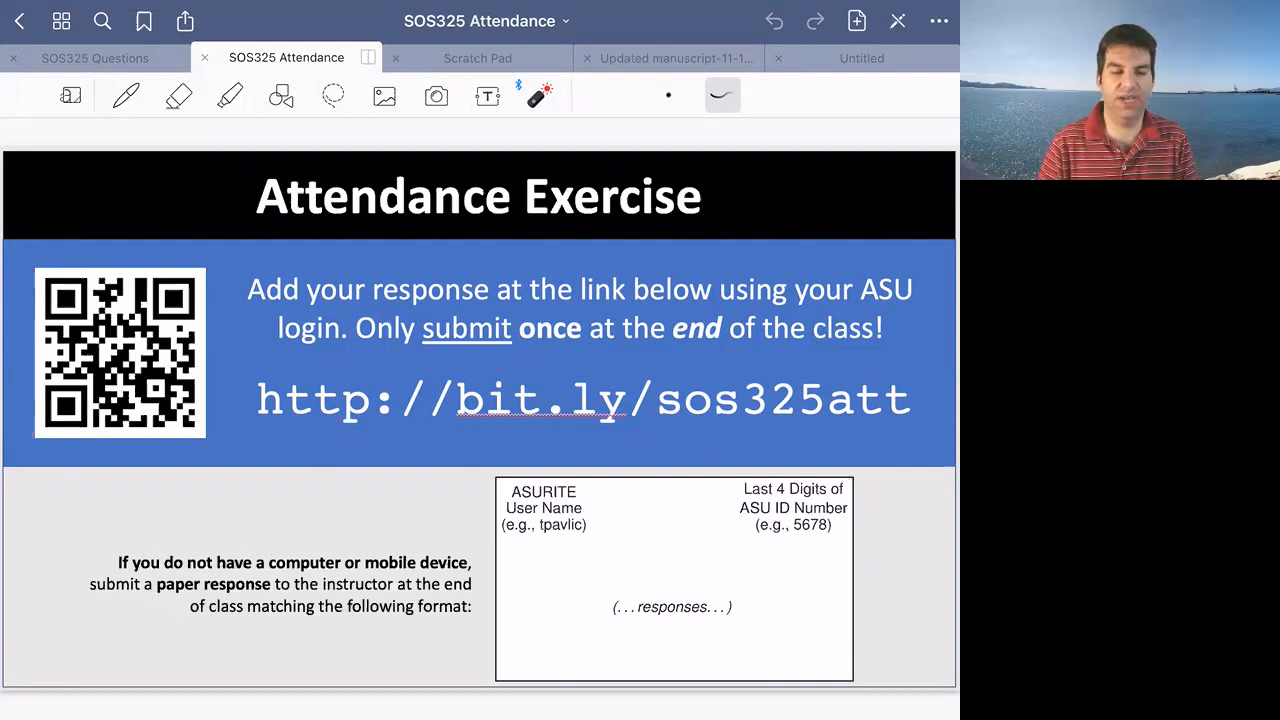 SOS325 Attendance
SOS325 Questions
SOS325 Attendance
Scratch Pad
Updated manuscript-11-1...
Untitled
T
Attendance Exercise
Add your response at the link below using your ASU
login. Only submit once at the end of the class!
http://bit.ly/sos325att
If you do not have a computer or mobile device,
submit a paper response to the instructor at the end
of class matching the following format:
ASURITE
User Name
(e.g., tpavlic)
Last 4 Digits of
ASU ID Number
(e.g., 5678)
(...responses...)